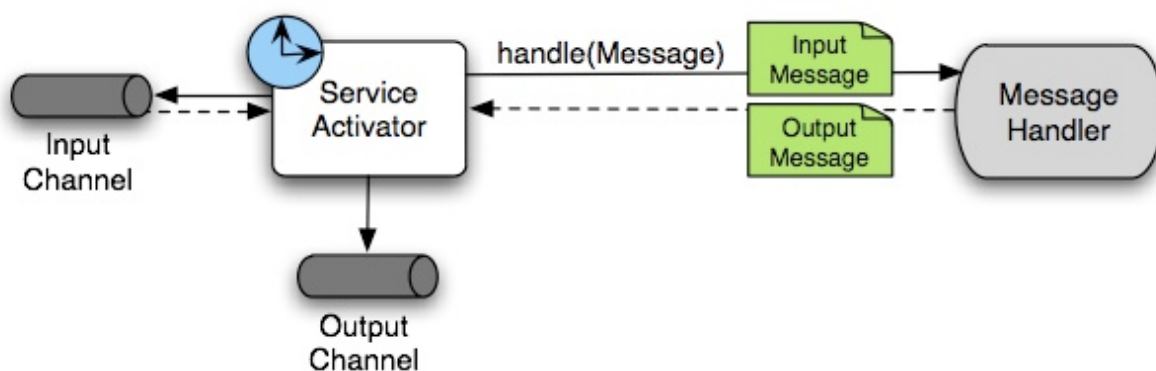 handle(Message)
Input
Message
Service
Activator
Message
Handler
Output
Message
Input
Channel
Output
Channel